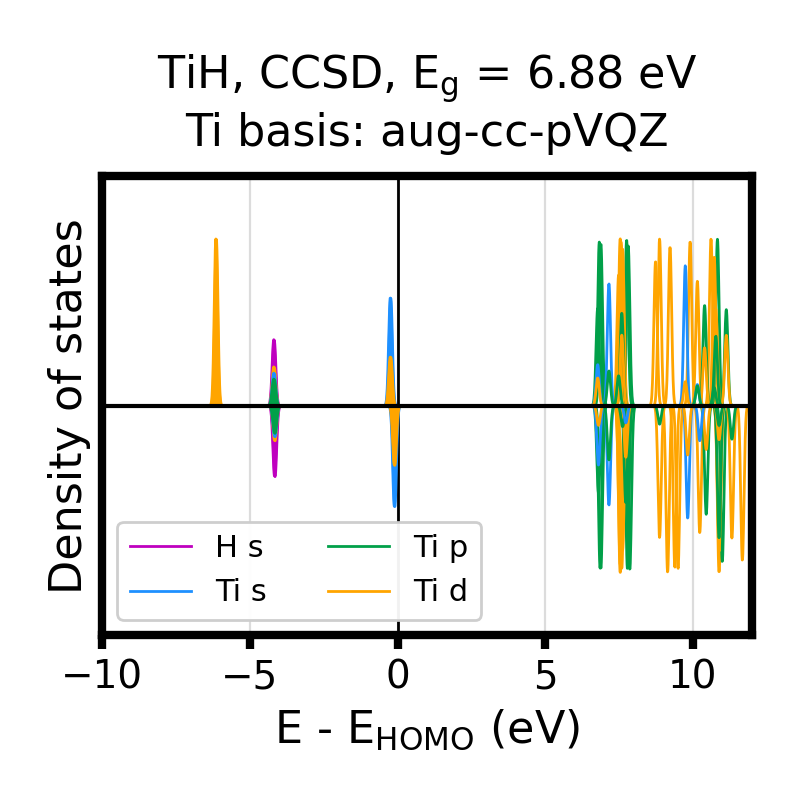 TiH, CCSD, E_g = 6.88 eV
Ti basis: aug-cc-pVQZ
Density of states
H s
Ti s
Ti p
Ti d
−10 −5 0 5 10
E - E_HOMO (eV)